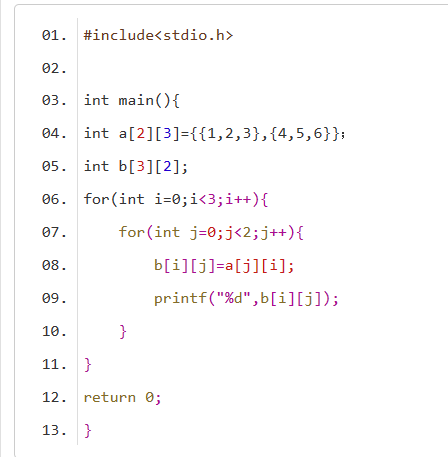 01. #include<stdio.h>
02.
03. int main(){
04. int a[2][3]={{1,2,3},{4,5,6}};
05. int b[3][2];
06. for(int i=0;i<3;i++){
07.     for(int j=0;j<2;j++){
08.         b[i][j]=a[j][i];
09.         printf("%d",b[i][j]);
10.     }
11. }
12. return 0;
13. }